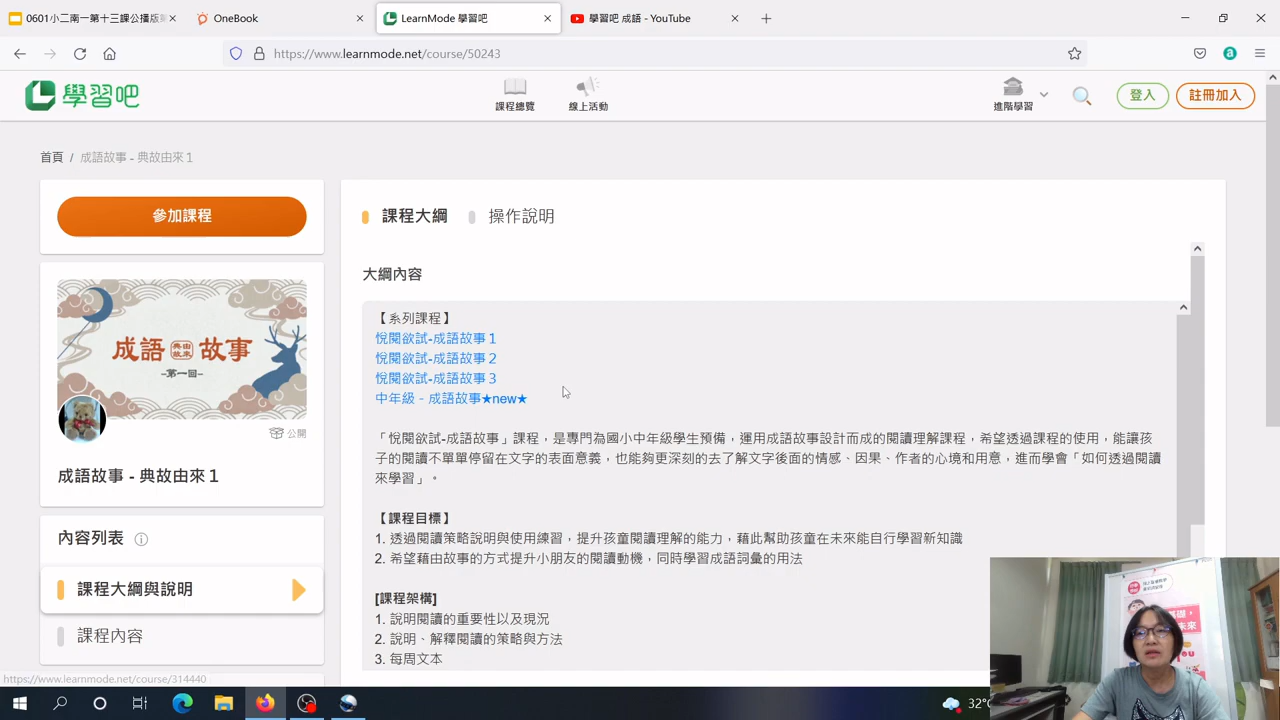 0601小二南一第十三課公播版
OneBook
LearnMode 學習吧
學習吧 成語 - YouTube
https://www.learnmode.net/course/50243
學習吧
課程總覽
線上活動
進階學習
登入
註冊加入
首頁 / 成語故事 - 典故由來１
參加課程
成語 典故由來 故事
–第一回–
公開
成語故事 - 典故由來１
內容列表
課程大綱與說明
課程內容
課程大綱
操作說明
大綱內容
【系列課程】
悅閱欲試-成語故事１
悅閱欲試-成語故事２
悅閱欲試-成語故事３
中年級 - 成語故事★new★
「悅閱欲試-成語故事」課程，是專門為國小中年級學生預備，運用成語故事設計而成的閱讀理解課程，希望透過課程的使用，能讓孩
子的閱讀不單單停留在文字的表面意義，也能夠更深刻的去了解文字後面的情感、因果、作者的心境和用意，進而學會「如何透過閱讀
來學習」。
【課程目標】
1. 透過閱讀策略說明與使用練習，提升孩童閱讀理解的能力，藉此幫助孩童在未來能自行學習新知識
2. 希望藉由故事的方式提升小朋友的閱讀動機，同時學習成語詞彙的用法
[課程架構]
1. 說明閱讀的重要性以及現況
2. 說明、解釋閱讀的策略與方法
3. 每周文本
https://www.learnmode.net/course/314440
32°C